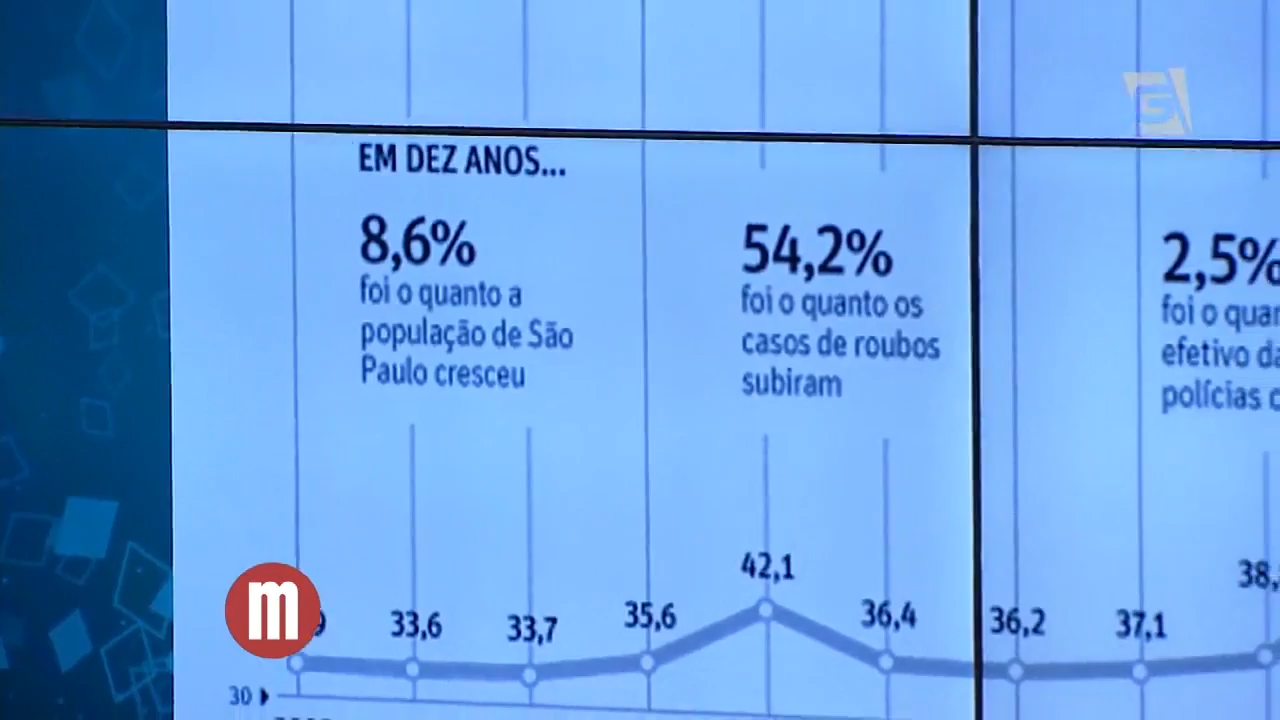 EM DEZ ANOS...
8,6%
foi o quanto a
população de São
Paulo cresceu
54,2%
foi o quanto os
casos de roubos
subiram
2,5%
foi o
efetivo
polícias
33,6
33,7
35,6
42,1
36,4
36,2
37,1
38,
30
m